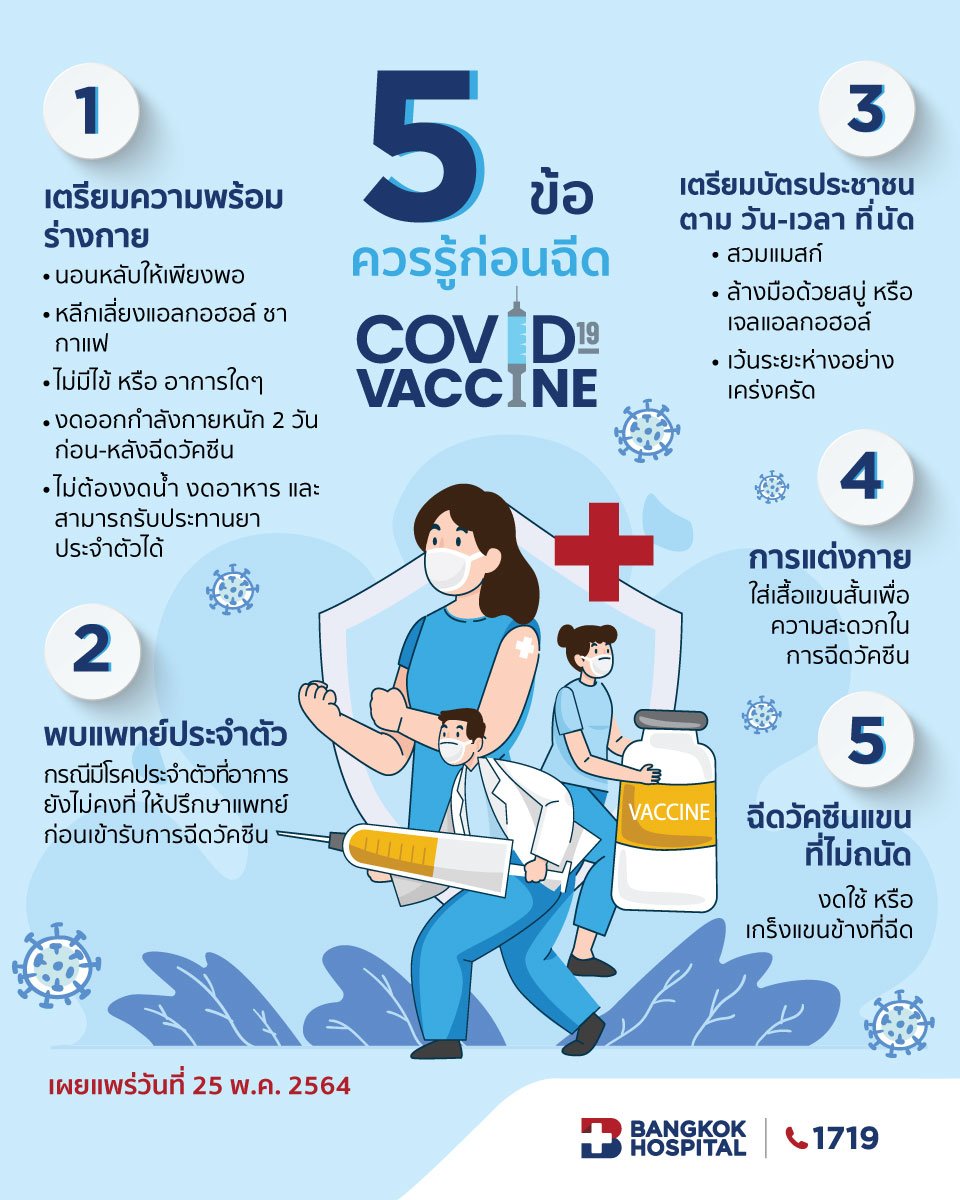 5 ข้อ
ควรรู้ก่อนฉีด
COVID 19
VACCINE
1
เตรียมความพร้อม
ร่างกาย
• นอนหลับให้เพียงพอ
• หลีกเลี่ยงแอลกอฮอล์ ชา
กาแฟ
• ไม่มีไข้ หรือ อาการใดๆ
• งดออกกำลังกายหนัก 2 วัน
ก่อน-หลังฉีดวัคซีน
• ไม่ต้องงดน้ำ งดอาหาร และ
สามารถรับประทานยา
ประจำตัวได้
2
พบแพทย์ประจำตัว
กรณีมีโรคประจำตัวที่อาการ
ยังไม่คงที่ ให้ปรึกษาแพทย์
ก่อนเข้ารับการฉีดวัคซีน
3
เตรียมบัตรประชาชน
ตาม วัน-เวลา ที่นัด
• สวมแมสก์
• ล้างมือด้วยสบู่ หรือ
เจลแอลกอฮอล์
• เว้นระยะห่างอย่าง
เคร่งครัด
4
การแต่งกาย
ใส่เสื้อแขนสั้นเพื่อ
ความสะดวกใน
การฉีดวัคซีน
5
ฉีดวัคซีนแขน
ที่ไม่ถนัด
งดใช้ หรือ
เกร็งแขนข้างที่ฉีด
VACCINE
เผยแพร่วันที่ 25 พ.ค. 2564
BANGKOK
HOSPITAL
1719